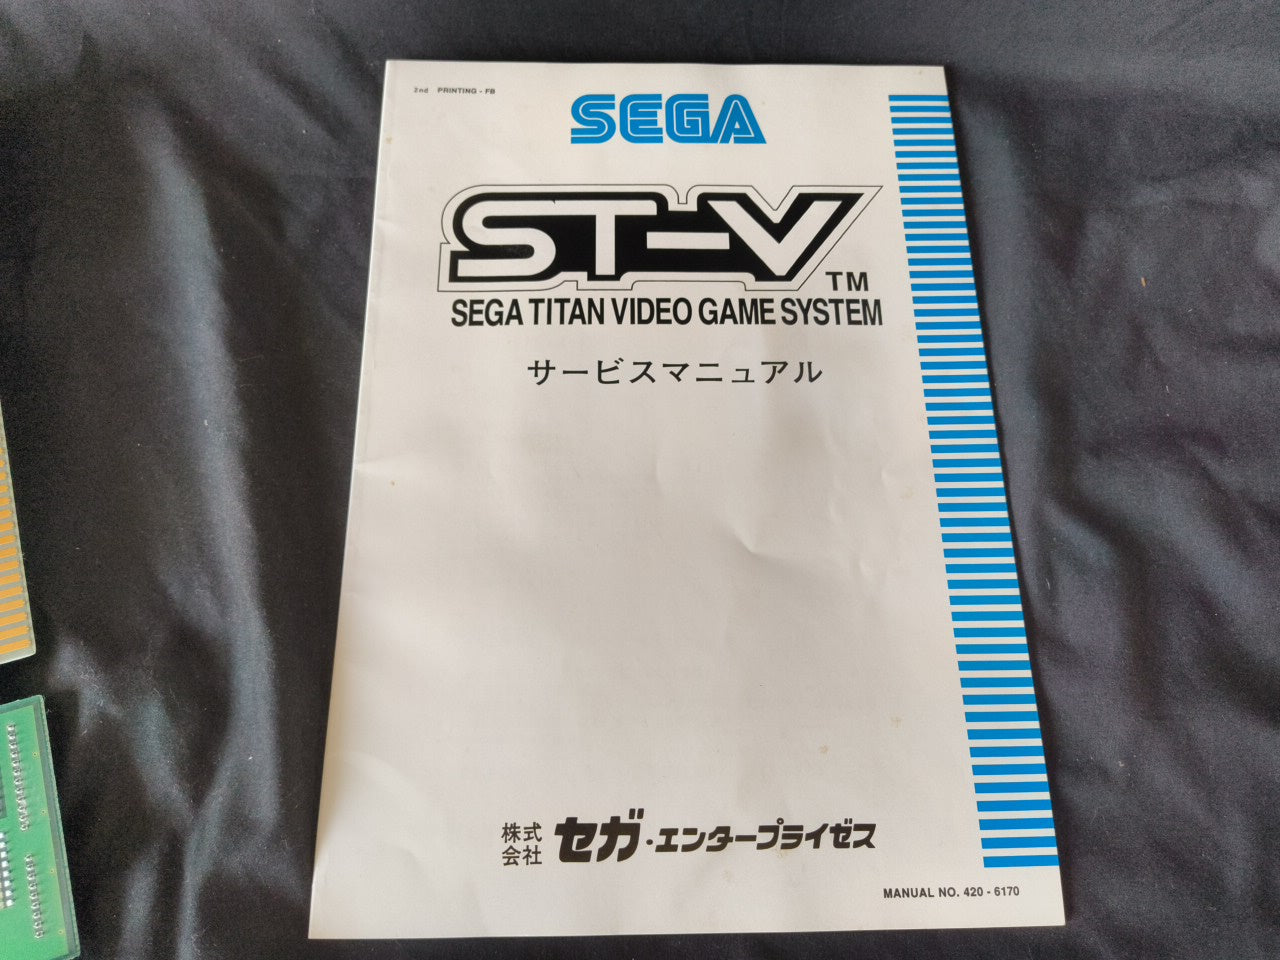 2nd PRINTING - FB
SEGA
ST-V TM
SEGA TITAN VIDEO GAME SYSTEM
サービスマニュアル
株式会社 セガ・エンタープライゼス
MANUAL NO. 420 - 6170